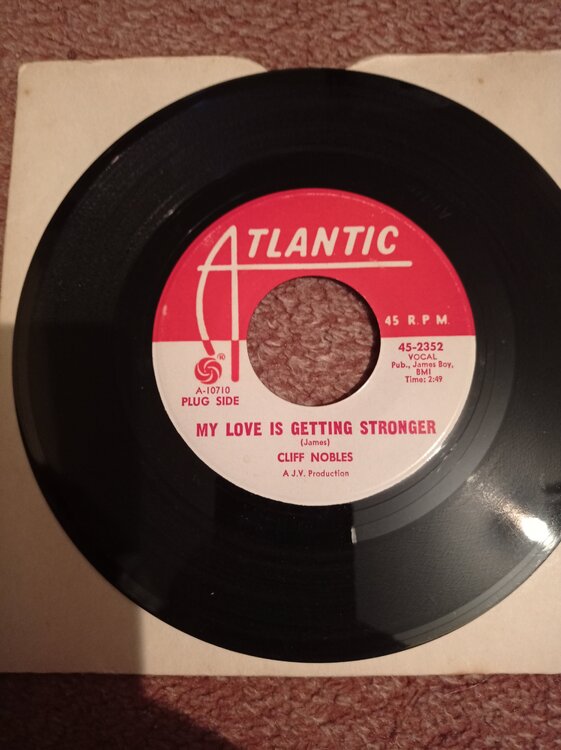 ATLANTIC
45 R.P.M.
®
45-2352
VOCAL
Pub., James Boy,
BMI
Time: 2:49
A-10710
PLUG SIDE
MY LOVE IS GETTING STRONGER
(James)
CLIFF NOBLES
A J.V. Production